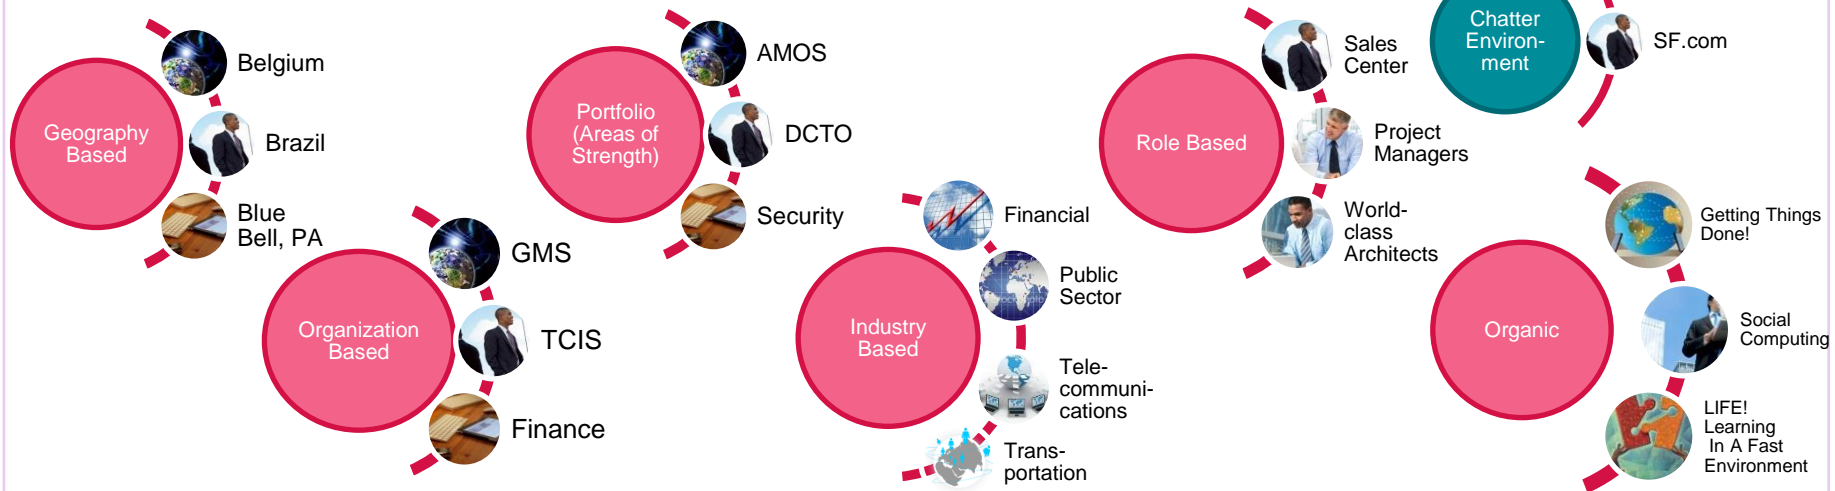 Geography
Based
Belgium
Brazil
Blue
Bell, PA
Organization
Based
GMS
TCIS
Finance
Portfolio
(Areas of
Strength)
AMOS
DCTO
Security
Industry
Based
Financial
Public
Sector
Tele-
communi-
cations
Trans-
portation
Role Based
Sales
Center
Project
Managers
World-
class
Architects
Chatter
Environ-
ment
SF.com
Organic
Getting Things
Done!
Social
Computing
LIFE!
Learning
In A Fast
Environment